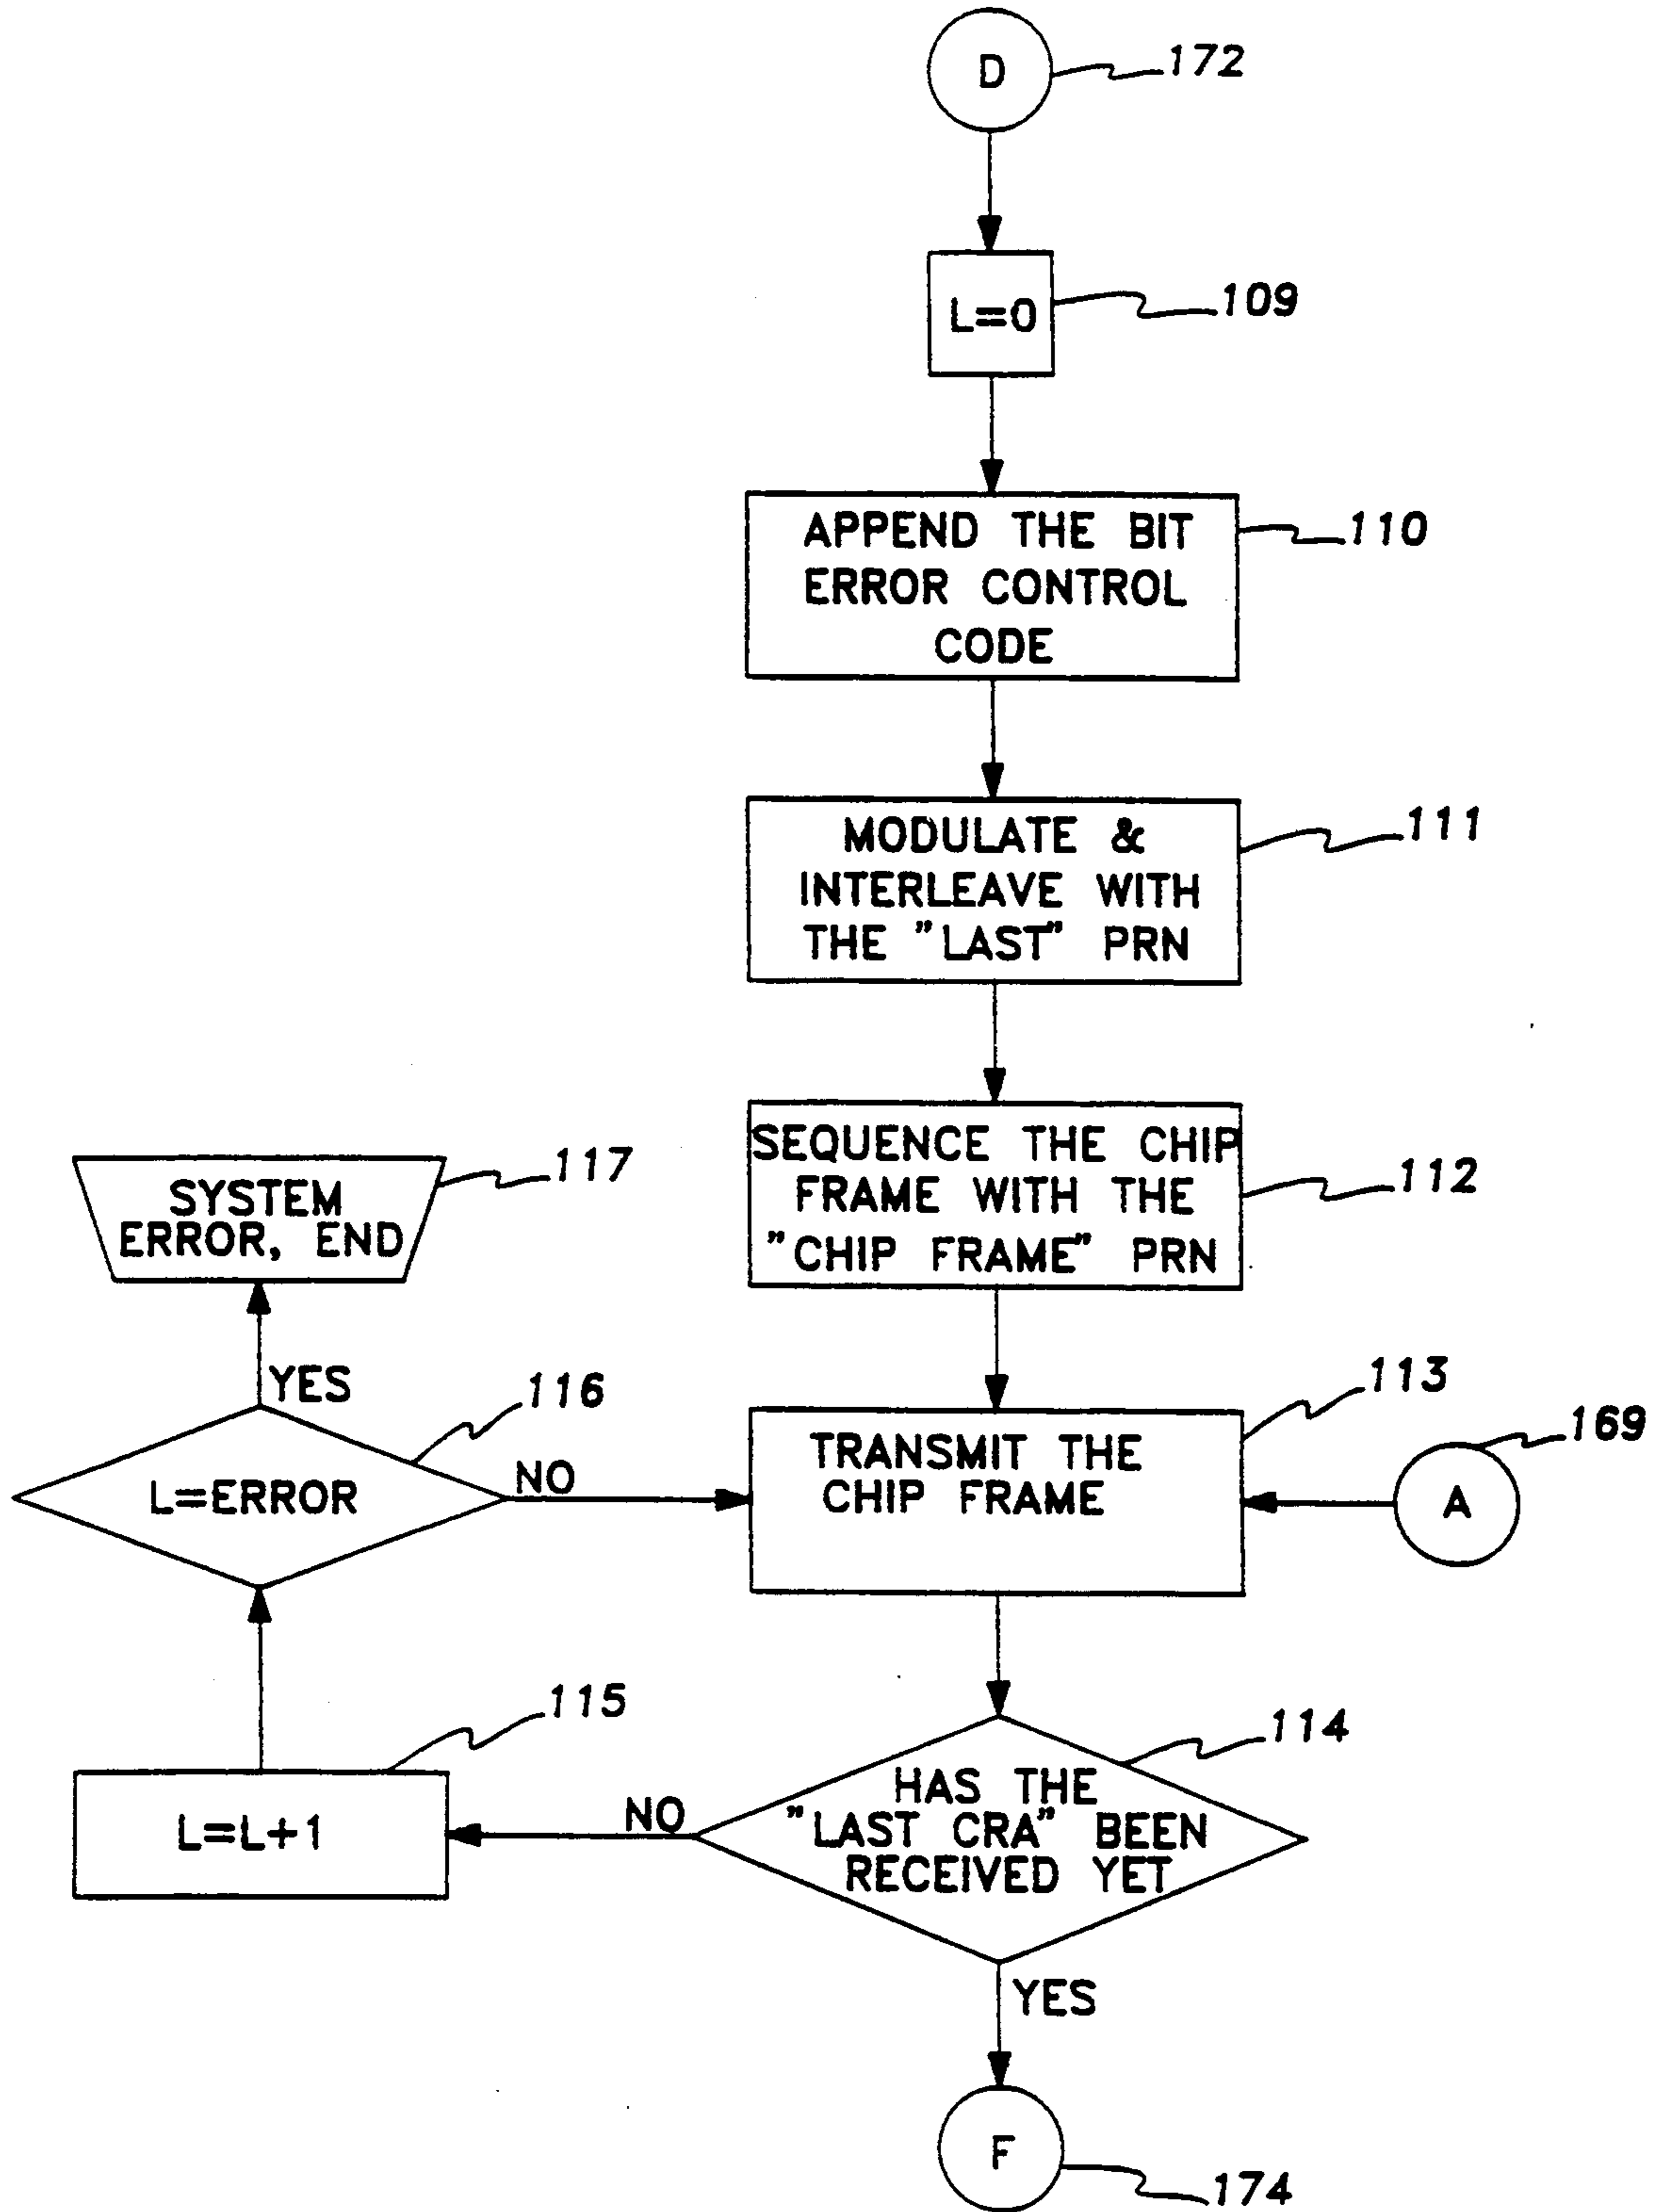 D
172
L=0
109
APPEND THE BIT
ERROR CONTROL
CODE
110
MODULATE &
INTERLEAVE WITH
THE "LAST" PRN
111
SEQUENCE THE CHIP
FRAME WITH THE
"CHIP FRAME" PRN
112
SYSTEM
ERROR, END
117
YES
116
L=ERROR
NO
TRANSMIT THE
CHIP FRAME
113
A
169
115
L=L+1
NO
HAS THE
"LAST CRA" BEEN
RECEIVED YET
114
YES
F
174